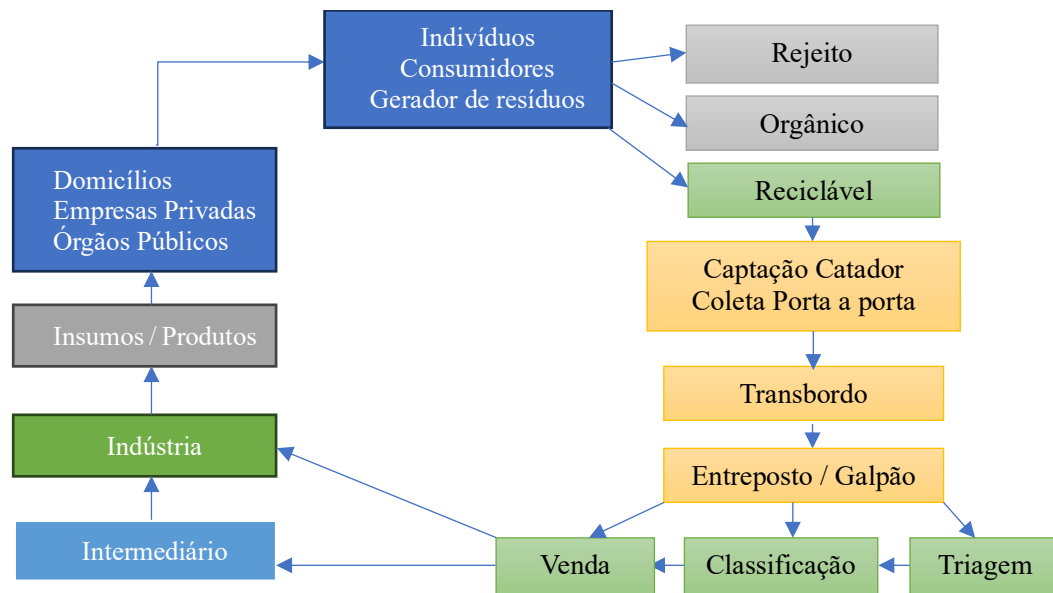 Indivíduos
Consumidores
Gerador de resíduos
Rejeito
Orgânico
Reciclável
Domicílios
Empresas Privadas
Órgãos Públicos
Captação Catador
Coleta Porta a porta
Insumos / Produtos
Transbordo
Indústria
Entreposto / Galpão
Intermediário
Venda
Classificação
Triagem